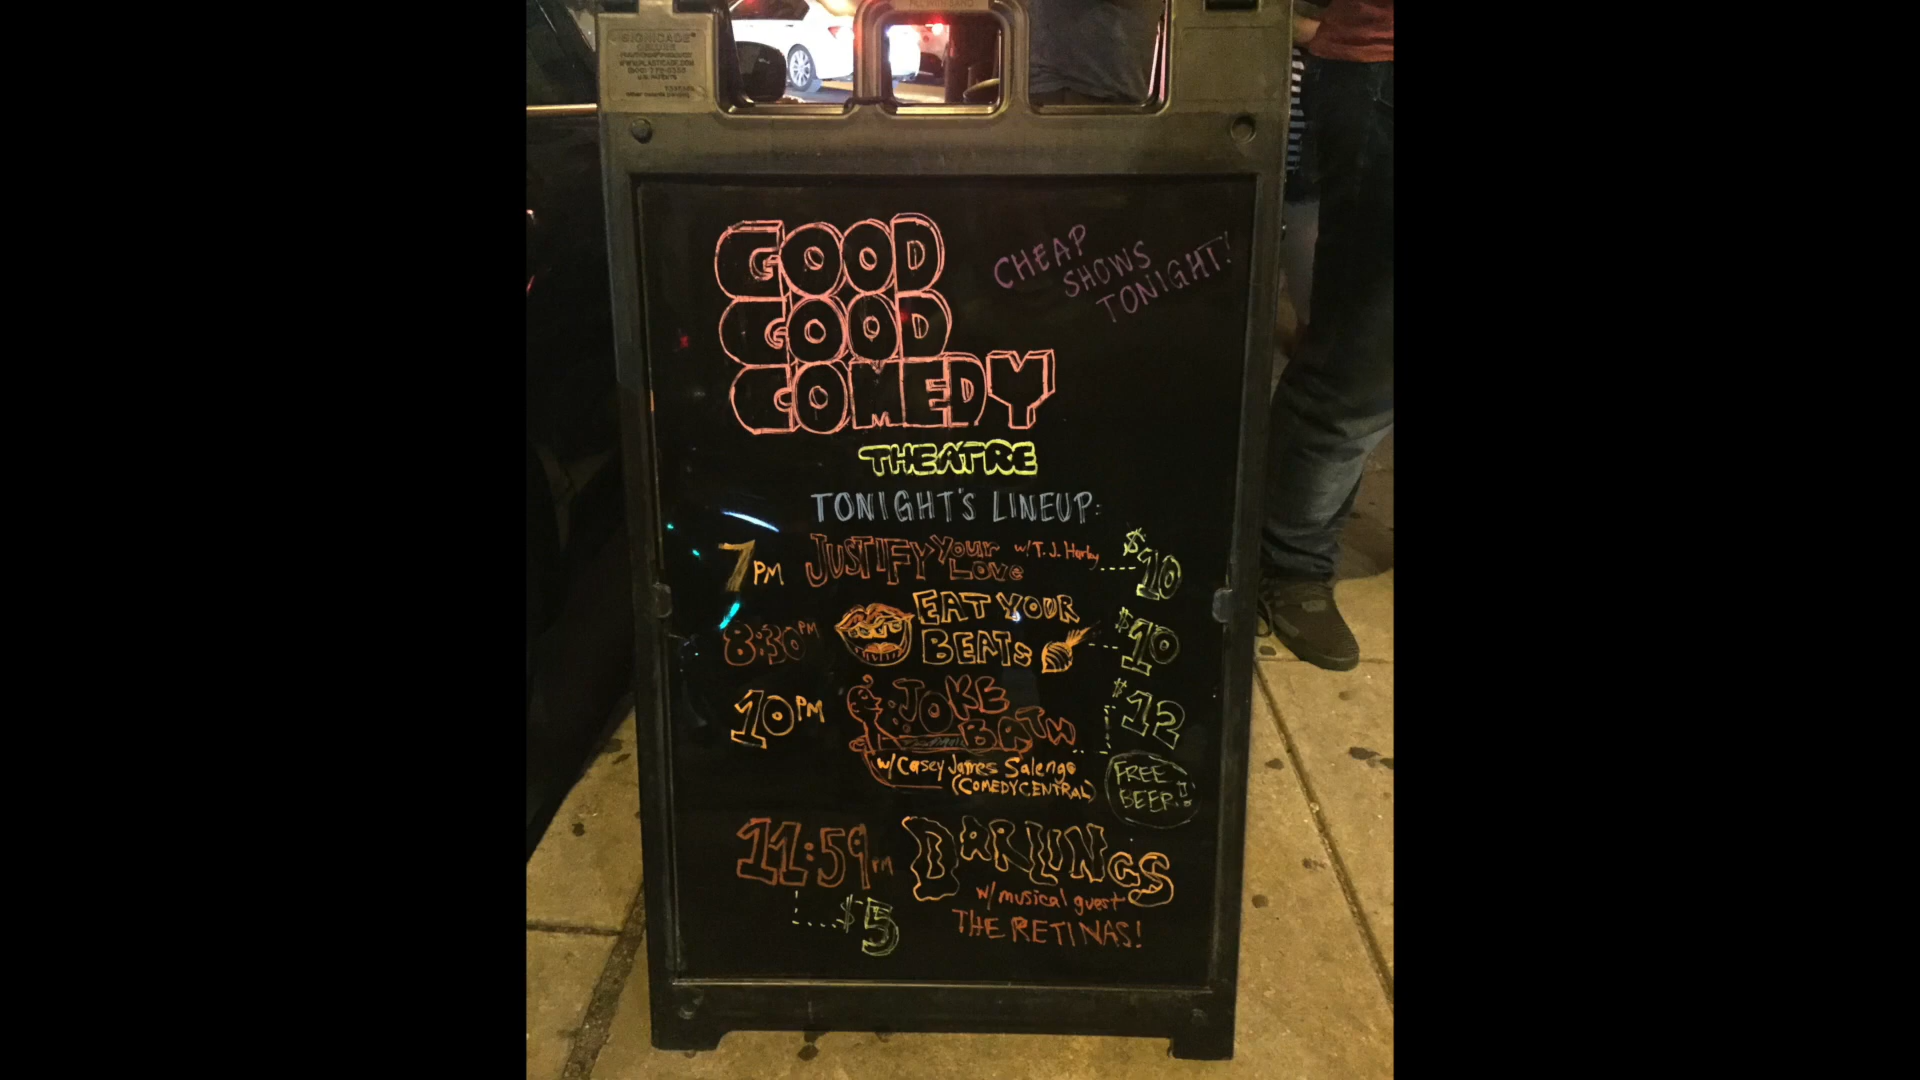 SIGNICADE®
DELUXE
GOOD
GOOD
COMEDY
THEATRE
CHEAP
SHOWS
TONIGHT!
TONIGHT'S LINEUP:
7PM JUSTIFY YOUR LOVE w/ T.J. $10
8:30PM EAT YOUR BEATS $10
10PM JOKE BATH $12
w/ Casey James Salengo
(COMEDY CENTRAL)
FREE
BEER!
11:59PM DARLINGS
w/ musical guest
$5
THE RETINAS!